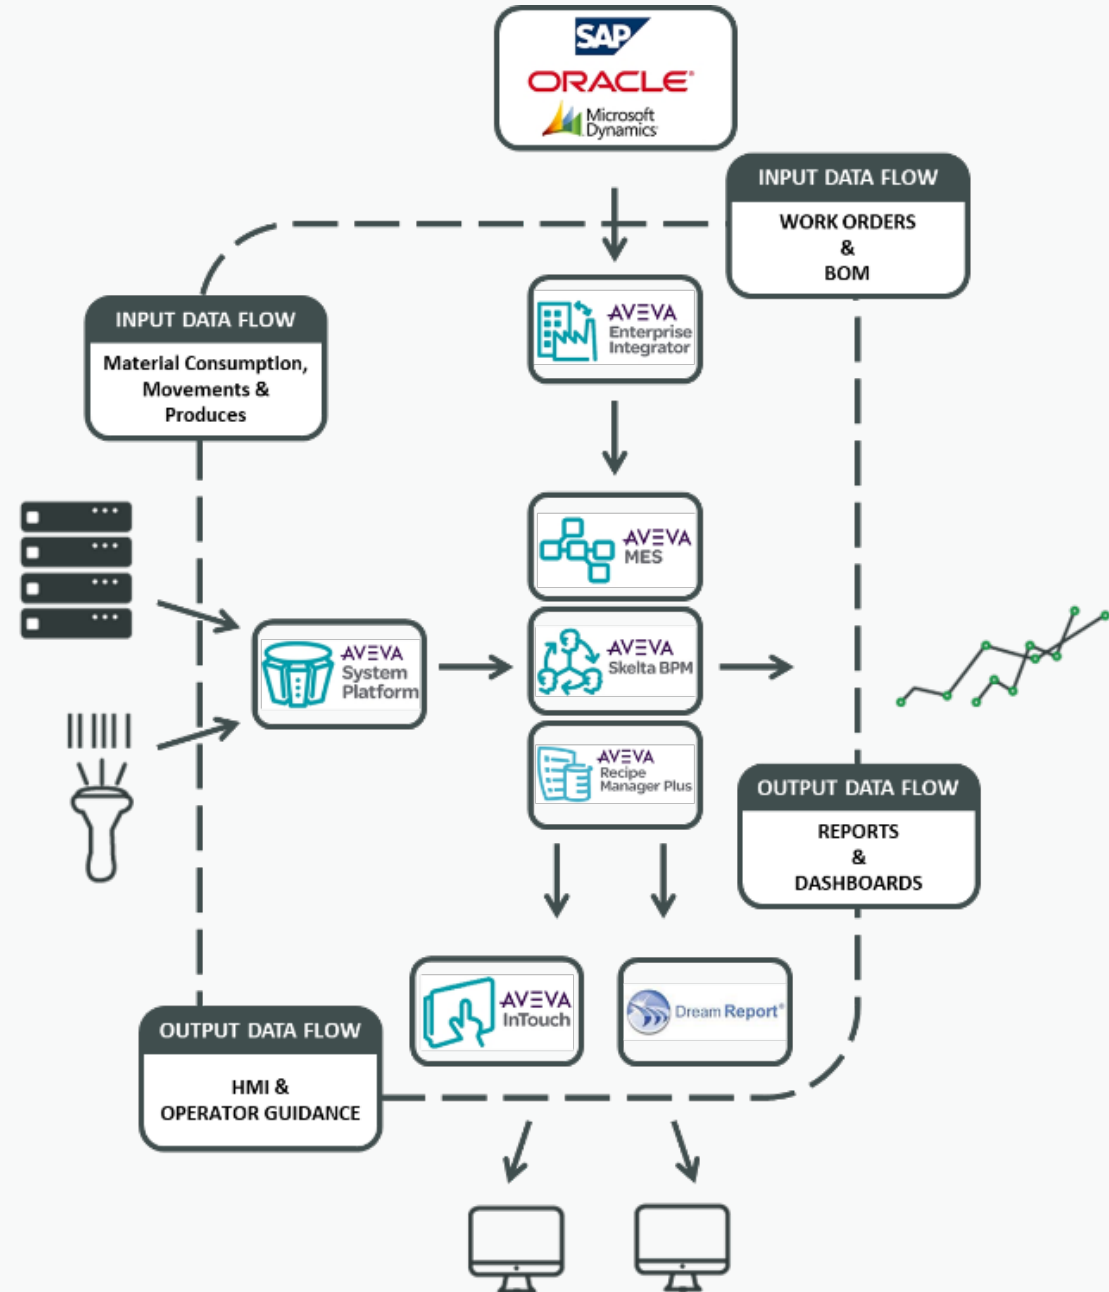 SAP
ORACLE®
Microsoft
Dynamics
INPUT DATA FLOW
WORK ORDERS
&
BOM
INPUT DATA FLOW
Material Consumption,
Movements &
Produces
AVEVA
Enterprise
Integrator
AVEVA
MES
AVEVA
System
Platform
AVEVA
Skelta BPM
AVEVA
Recipe
Manager Plus
OUTPUT DATA FLOW
REPORTS
&
DASHBOARDS
AVEVA
InTouch
Dream Report®
OUTPUT DATA FLOW
HMI &
OPERATOR GUIDANCE